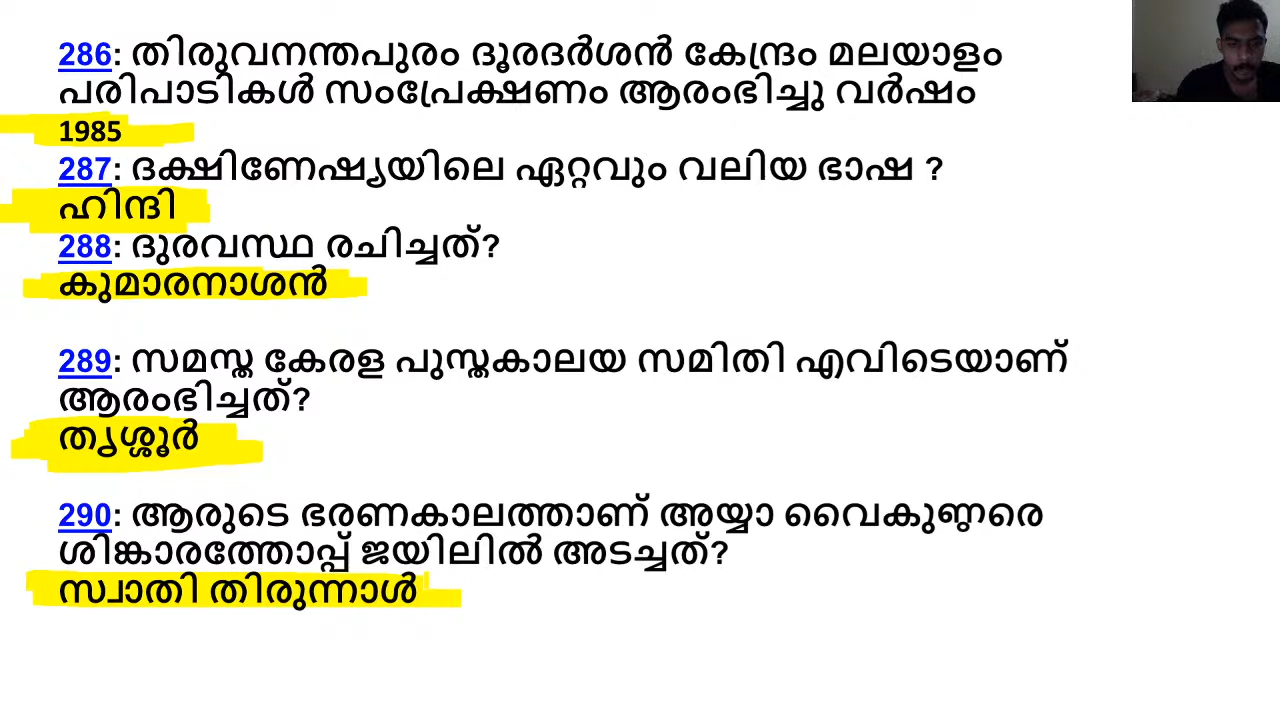 286: തിരുവനന്തപുരം ദൂരദർശൻ കേന്ദ്രം മലയാളം
പരിപാടികൾ സംപ്രേക്ഷണം ആരംഭിച്ചു വർഷം
1985
287: ദക്ഷിണേഷ്യയിലെ ഏറ്റവും വലിയ ഭാഷ ?
ഹിന്ദി
288: ദുരവസ്ഥ രചിച്ചത്?
കുമാരനാശൻ
289: സമസ്ത കേരള പുസ്തകാലയ സമിതി എവിടെയാണ്
ആരംഭിച്ചത്?
തൃശ്ശൂർ
290: ആരുടെ ഭരണകാലത്താണ് അയ്യാ വൈകുണ്ഠരെ
ശിങ്കാരത്തോപ്പ് ജയിലിൽ അടച്ചത്?
സ്വാതി തിരുന്നാൾ